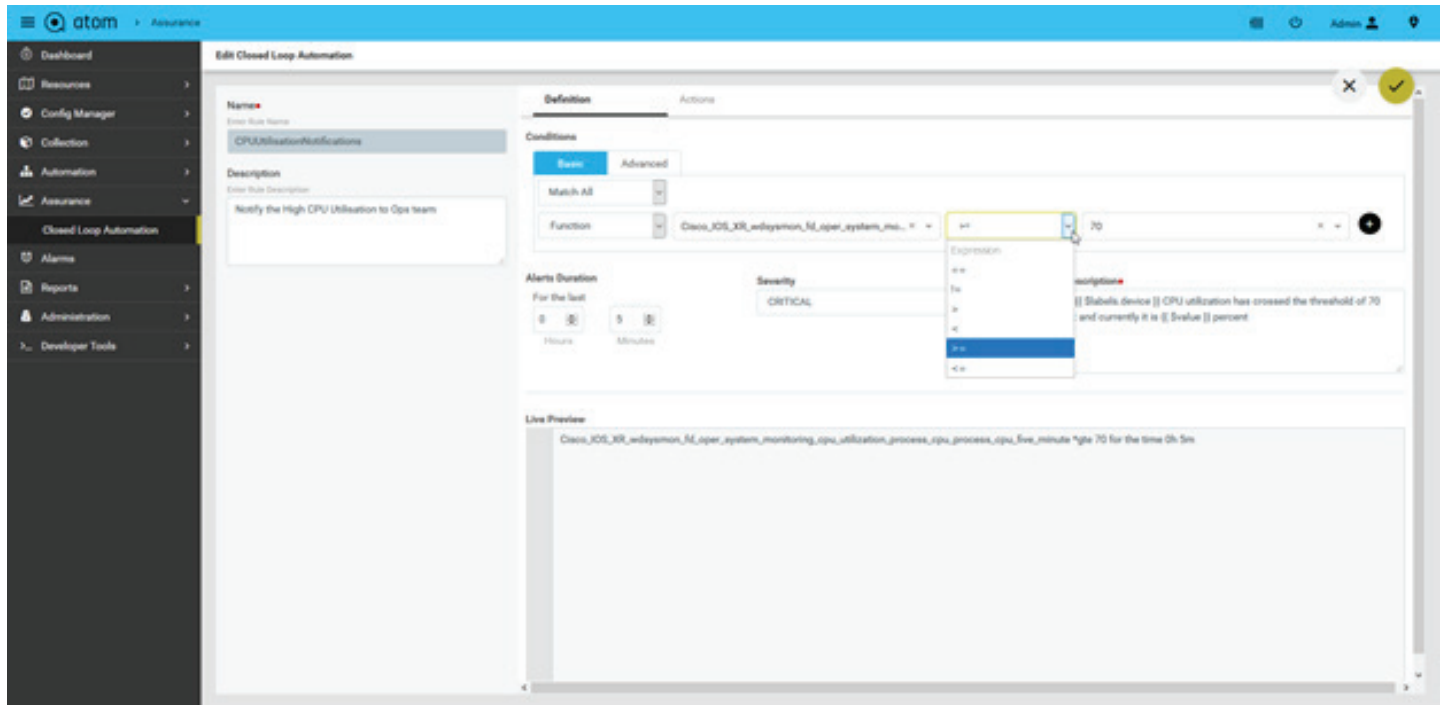 atom › Assurance
Admin
Dashboard
Resources
Config Manager
Collection
Automation
Assurance
Closed Loop Automation
Alarms
Reports
Administration
Developer Tools
Edit Closed Loop Automation
Name
Enter Rule Name
CPUUtilisationNotifications
Description
Enter Rule Description
Notify the High CPU Utilisation to Ops team
Definition Actions
Conditions
Basic Advanced
Match All
Function Cisco_IOS_XR_wdsysmon_fd_oper_system_mo... × >= 70 ×
Expression
==
!=
>
<
>=
<=
Alerts Duration
For the last
0 5
Hours Minutes
Severity
CRITICAL
scription
{{ $labels.device }} CPU utilization has crossed the threshold of 70
and currently it is {{ $value }} percent
Live Preview
Cisco_IOS_XR_wdsysmon_fd_oper_system_monitoring_cpu_utilization_process_cpu_process_cpu_five_minute ^gte 70 for the time 0h 5m